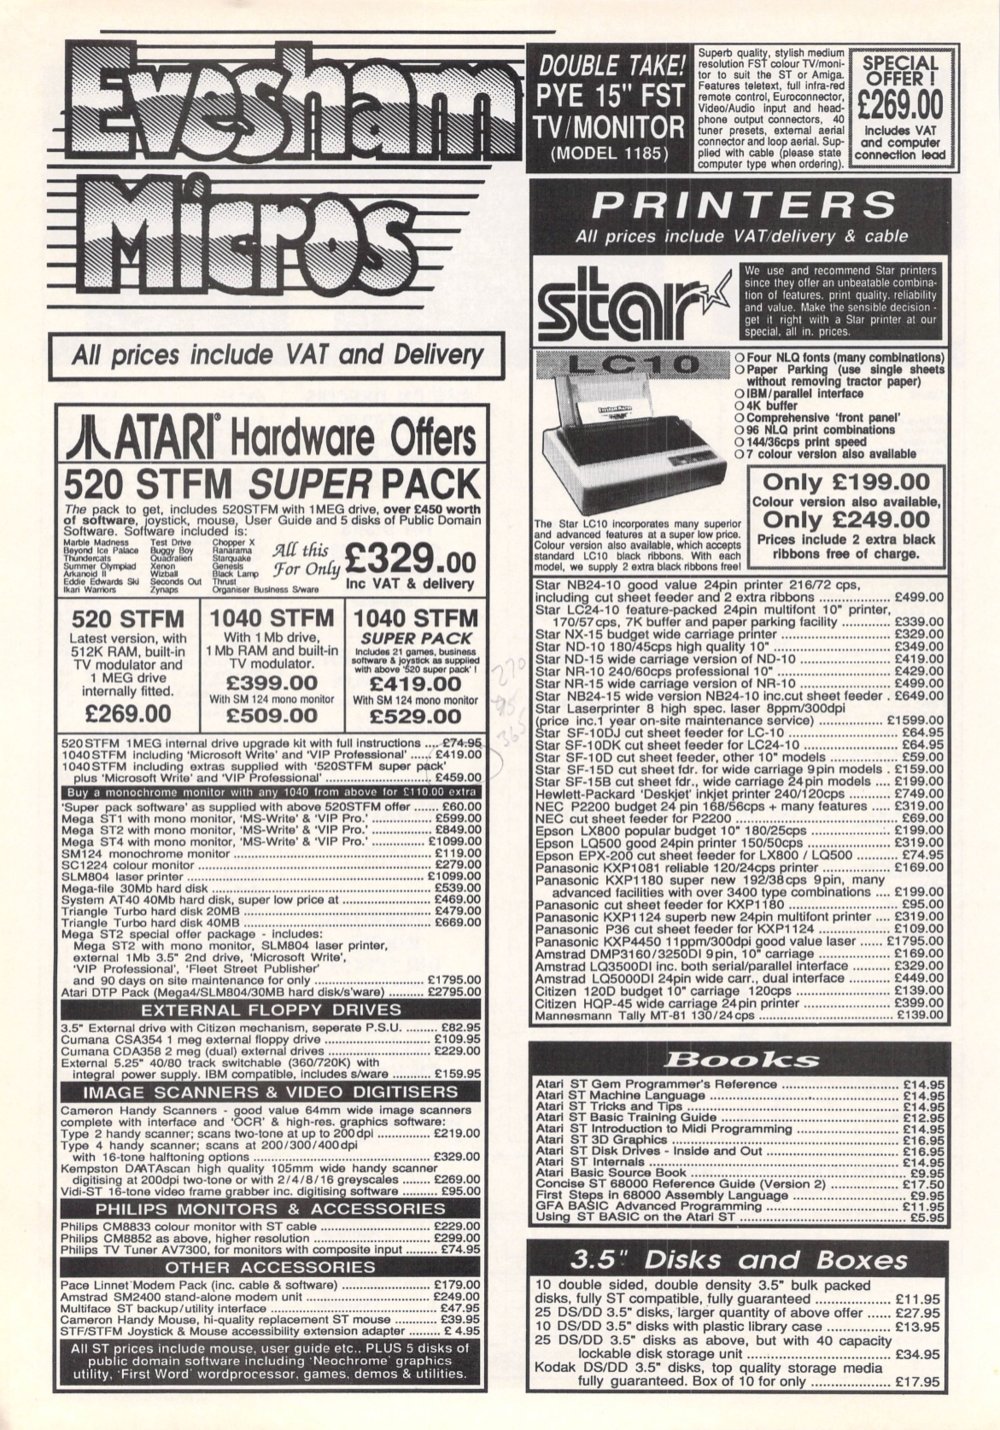 Evesham
Micros
All prices include VAT and Delivery
DOUBLE TAKE!
PYE 15" FST
TV/MONITOR
(MODEL 1185)
Superb quality, stylish medium
resolution FST colour TV/moni-
tor to suit the ST or Amiga.
Features teletext, full infra-red
remote control, Euroconnector,
Video/Audio input and head-
phone output connectors, 40
tuner presets, external aerial
connector and loop aerial. Sup-
plied with cable (please state
computer type when ordering).
SPECIAL
OFFER !
£269.00
Includes VAT
and computer
connection lead
ATARI® Hardware Offers
520 STFM SUPER PACK
The pack to get, includes 520STFM with 1MEG drive, over £450 worth
of software, joystick, mouse, User Guide and 5 disks of Public Domain
Software. Software included is:
Marble Madness Test Drive Chopper X
Beyond Ice Palace Buggy Boy Ranarama
Thundercats Quadralien Starquake
Summer Olympiad Xenon Genesis
Arkanoid II Wizball Black Lamp
Eddie Edwards Ski Seconds Out Thrust
Ikari Warriors Zynaps Organiser Business S/ware
All this
For Only £329.00
Inc VAT & delivery
520 STFM
Latest version, with
512K RAM, built-in
TV modulator and
1 MEG drive
internally fitted.
£269.00
1040 STFM
With 1 Mb drive,
1 Mb RAM and built-in
TV modulator.
£399.00
With SM 124 mono monitor
£509.00
1040 STFM
SUPER PACK
Includes 21 games, business
software & joystick as supplied
with above '520 super pack' !
£419.00
With SM 124 mono monitor
£529.00
520STFM 1MEG internal drive upgrade kit with full instructions .... £74.95
1040STFM including 'Microsoft Write' and 'VIP Professional' ..... £419.00
1040STFM including extras supplied with '520STFM super pack'
plus 'Microsoft Write' and 'VIP Professional' ..................... £459.00
Buy a monochrome monitor with any 1040 from above for £110.00 extra
'Super pack software' as supplied with above 520STFM offer ....... £60.00
Mega ST1 with mono monitor, 'MS-Write' & 'VIP Pro.' ............. £599.00
Mega ST2 with mono monitor, 'MS-Write' & 'VIP Pro.' ............. £849.00
Mega ST4 with mono monitor, 'MS-Write' & 'VIP Pro.' ........... £1099.00
SM124 monochrome monitor .......................................... £119.00
SC1224 colour monitor ................................................ £279.00
SLM804 laser printer ................................................. £1099.00
Mega-file 30Mb hard disk ............................................ £539.00
System AT40 40Mb hard disk, super low price at .................. £469.00
Triangle Turbo hard disk 20MB ...................................... £479.00
Triangle Turbo hard disk 40MB ...................................... £669.00
Mega ST2 special offer package - includes:
Mega ST2 with mono monitor, SLM804 laser printer,
external 1Mb 3.5" 2nd drive, 'Microsoft Write',
'VIP Professional', 'Fleet Street Publisher'
and 90 days on site maintenance for only ..................... £1795.00
Atari DTP Pack (Mega4/SLM804/30MB hard disk/s'ware) ........ £2795.00
EXTERNAL FLOPPY DRIVES
3.5" External drive with Citizen mechanism, seperate P.S.U. ......... £82.95
Cumana CSA354 1 meg external floppy drive ...................... £109.95
Cumana CDA358 2 meg (dual) external drives ..................... £229.00
External 5.25" 40/80 track switchable (360/720K) with
integral power supply. IBM compatible, includes s/ware .......... £159.95
IMAGE SCANNERS & VIDEO DIGITISERS
Cameron Handy Scanners - good value 64mm wide image scanners
complete with interface and 'OCR' & high-res. graphics software:
Type 2 handy scanner; scans two-tone at up to 200dpi .............. £219.00
Type 4 handy scanner; scans at 200/300/400dpi
with 16-tone halftoning options .................................... £329.00
Kempston DAATAscan high quality 105mm wide handy scanner
digitising at 200dpi two-tone or with 2/4/8/16 greyscales ......... £269.00
Vidi-ST 16-tone video frame grabber inc. digitising software ......... £95.00
PHILIPS MONITORS & ACCESSORIES
Philips CM8833 colour monitor with ST cable ...................... £229.00
Philips CM8852 as above, higher resolution ........................ £299.00
Philips TV Tuner AV7300, for monitors with composite input ....... £74.95
OTHER ACCESSORIES
Pace Linnet Modem Pack (inc. cable & software) .................. £179.00
Amstrad SM2400 stand-alone modem unit ......................... £249.00
Multiface ST backup/utility interface ................................ £47.95
Cameron Handy Mouse, hi-quality replacement ST mouse .......... £39.95
STF/STFM Joystick & Mouse accessibility extension adapter ........ £ 4.95
All ST prices include mouse, user guide etc., PLUS 5 disks of
public domain software including 'Neochrome' graphics
utility, 'First Word' wordprocessor, games, demos & utilities.
PRINTERS
All prices include VAT/delivery & cable
star
We use and recommend Star printers
since they offer an unbeatable combina-
tion of features, print quality, reliability
and value. Make the sensible decision -
get it right with a Star printer at our
special, all in, prices.
LC10
Evesham Micros
○ Four NLQ fonts (many combinations)
○ Paper Parking (use single sheets
without removing tractor paper)
○ IBM/parallel interface
○ 4K buffer
○ Comprehensive 'front panel'
○ 96 NLQ print combinations
○ 144/36cps print speed
○ 7 colour version also available
The Star LC10 incorporates many superior
and advanced features at a super low price.
Colour version also available, which accepts
standard LC10 black ribbons. With each
model, we supply 2 extra black ribbons free!
Only £199.00
Colour version also available,
Only £249.00
Prices include 2 extra black
ribbons free of charge.
Star NB24-10 good value 24pin printer 216/72 cps,
including cut sheet feeder and 2 extra ribbons .................. £499.00
Star LC24-10 feature-packed 24pin multifont 10" printer,
170/57cps, 7K buffer and paper parking facility ................ £339.00
Star NX-15 budget wide carriage printer .......................... £329.00
Star ND-10 180/45cps high quality 10" ............................ £349.00
Star ND-15 wide carriage version of ND-10 ...................... £419.00
Star NR-10 240/60cps professional 10" ........................... £429.00
Star NR-15 wide carriage version of NR-10 ...................... £499.00
Star NB24-15 wide version NB24-10 inc.cut sheet feeder . £649.00
Star Laserprinter 8 high spec. laser 8ppm/300dpi
(price inc.1 year on-site maintenance service) ................ £1599.00
Star SF-10DJ cut sheet feeder for LC-10 ......................... £64.95
Star SF-10DK cut sheet feeder for LC24-10 ...................... £64.95
Star SF-10D cut sheet feeder, other 10" models ................. £59.00
Star SF-15D cut sheet fdr. for wide carriage 9pin models . £159.00
Star SF-15B cut sheet fdr., wide carriage 24pin models .... £199.00
Hewlett-Packard 'Deskjet' inkjet printer 240/120cps .......... £749.00
NEC P2200 budget 24 pin 168/56cps + many features ...... £319.00
NEC cut sheet feeder for P2200 ................................... £69.00
Epson LX800 popular budget 10" 180/25cps .................... £199.00
Epson LQ500 good 24pin printer 150/50cps .................... £319.00
Epson EPX-200 cut sheet feeder for LX800 / LQ500 .......... £74.95
Panasonic KXP1081 reliable 120/24cps printer ................ £169.00
Panasonic KXP1180 super new 192/38cps 9pin, many
advanced facilities with over 3400 type combinations .... £199.00
Panasonic cut sheet feeder for KXP1180 ......................... £95.00
Panasonic KXP1124 superb new 24pin multifont printer .... £319.00
Panasonic P36 cut sheet feeder for KXP1124 .................. £109.00
Panasonic KXP4450 11ppm/300dpi good value laser ...... £1795.00
Amstrad DMP3160/3250DI 9pin, 10" carriage ................. £169.00
Amstrad LQ3500DI inc. both serial/parallel interface ......... £329.00
Amstrad LQ5000DI 24pin wide carr., dual interface ......... £449.00
Citizen 120D budget 10" carriage 120cps ..................... £139.00
Citizen HQP-45 wide carriage 24pin printer ................... £399.00
Mannesmann Tally MT-81 130/24cps ............................ £139.00
Books
Atari ST Gem Programmer's Reference ........................ £14.95
Atari ST Machine Language ..................................... £14.95
Atari ST Tricks and Tips ......................................... £14.95
Atari ST Basic Training Guide .................................. £12.95
Atari ST Introduction to Midi Programming .................. £14.95
Atari ST 3D Graphics ............................................ £16.95
Atari ST Disk Drives - Inside and Out ......................... £16.95
Atari ST Internals ................................................ £14.95
Atari Basic Source Book ......................................... £9.95
Concise ST 68000 Reference Guide (Version 2) ............. £17.50
First Steps in 68000 Assembly Language ..................... £9.95
GFA BASIC Advanced Programming .......................... £11.95
Using ST BASIC on the Atari ST ............................... £5.95
3.5" Disks and Boxes
10 double sided, double density 3.5" bulk packed
disks, fully ST compatible, fully guaranteed .................. £11.95
25 DS/DD 3.5" disks, larger quantity of above offer ..... £27.95
10 DS/DD 3.5" disks with plastic library case ............... £13.95
25 DS/DD 3.5" disks as above, but with 40 capacity
lockable disk storage unit .................................... £34.95
Kodak DS/DD 3.5" disks, top quality storage media
fully guaranteed. Box of 10 for only ................... £17.95
270
95
365